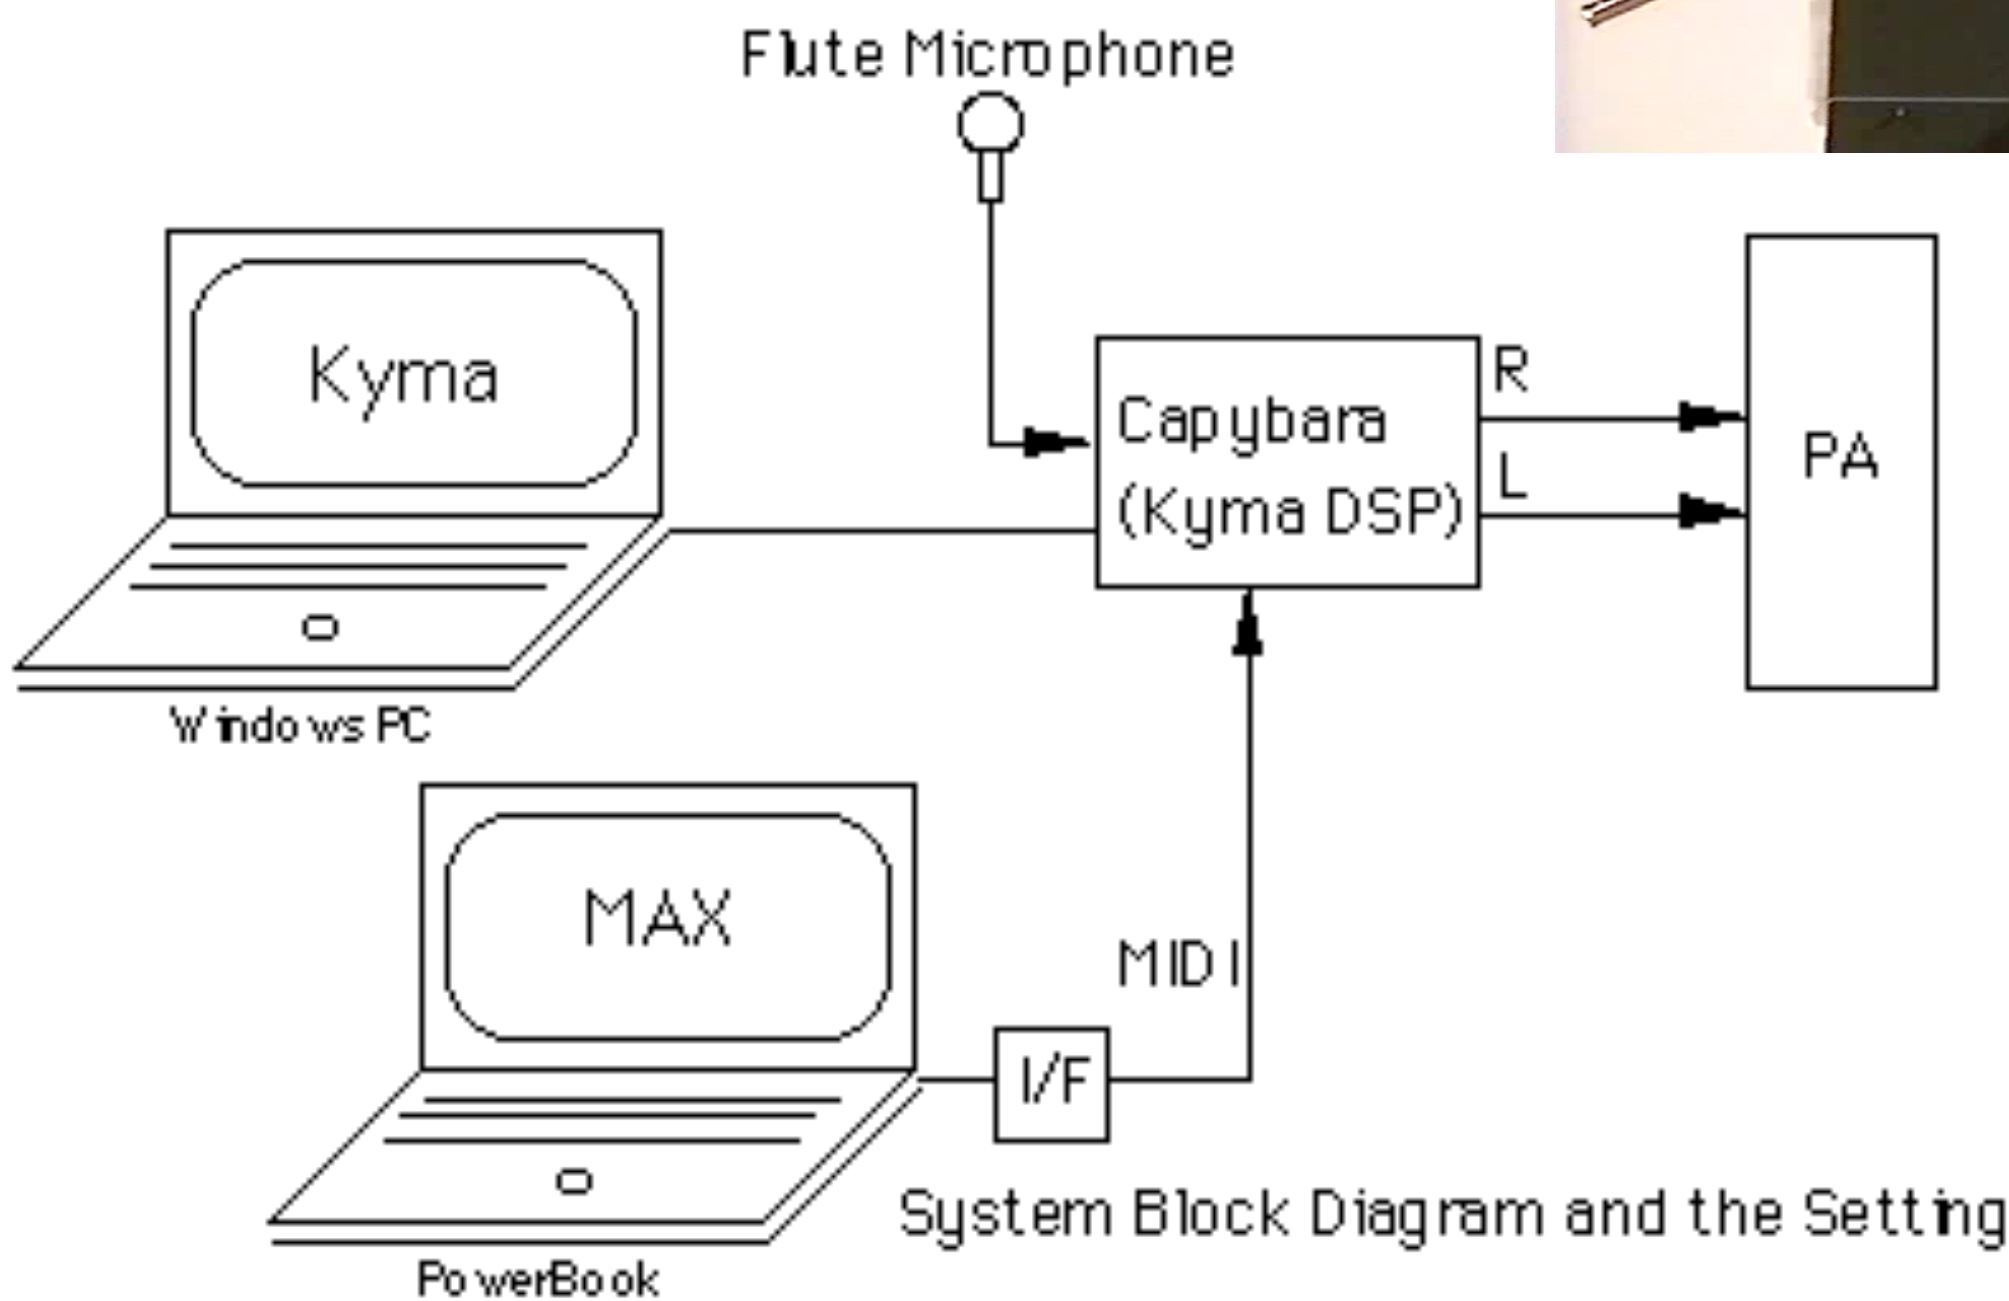 Flute Microphone
Kyma
R
Capybara
(Kyma DSP)
L
PA
Windows PC
MAX
MIDI
I/F
System Block Diagram and the Setting
PowerBook